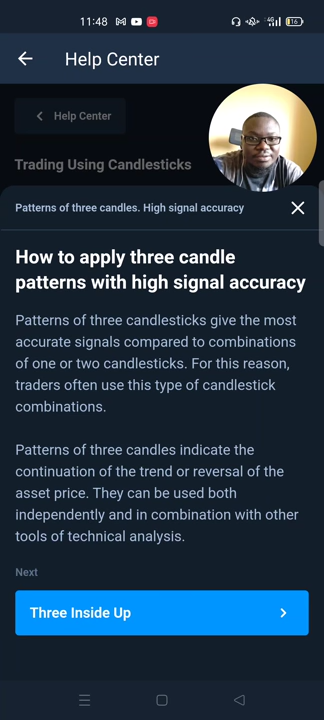 11:48
16
Help Center
Help Center
Trading Using Candlesticks
Patterns of three candles. High signal accuracy
How to apply three candle
patterns with high signal accuracy
Patterns of three candlesticks give the most
accurate signals compared to combinations
of one or two candlesticks. For this reason,
traders often use this type of candlestick
combinations.
Patterns of three candles indicate the
continuation of the trend or reversal of the
asset price. They can be used both
independently and in combination with other
tools of technical analysis.
Next
Three Inside Up